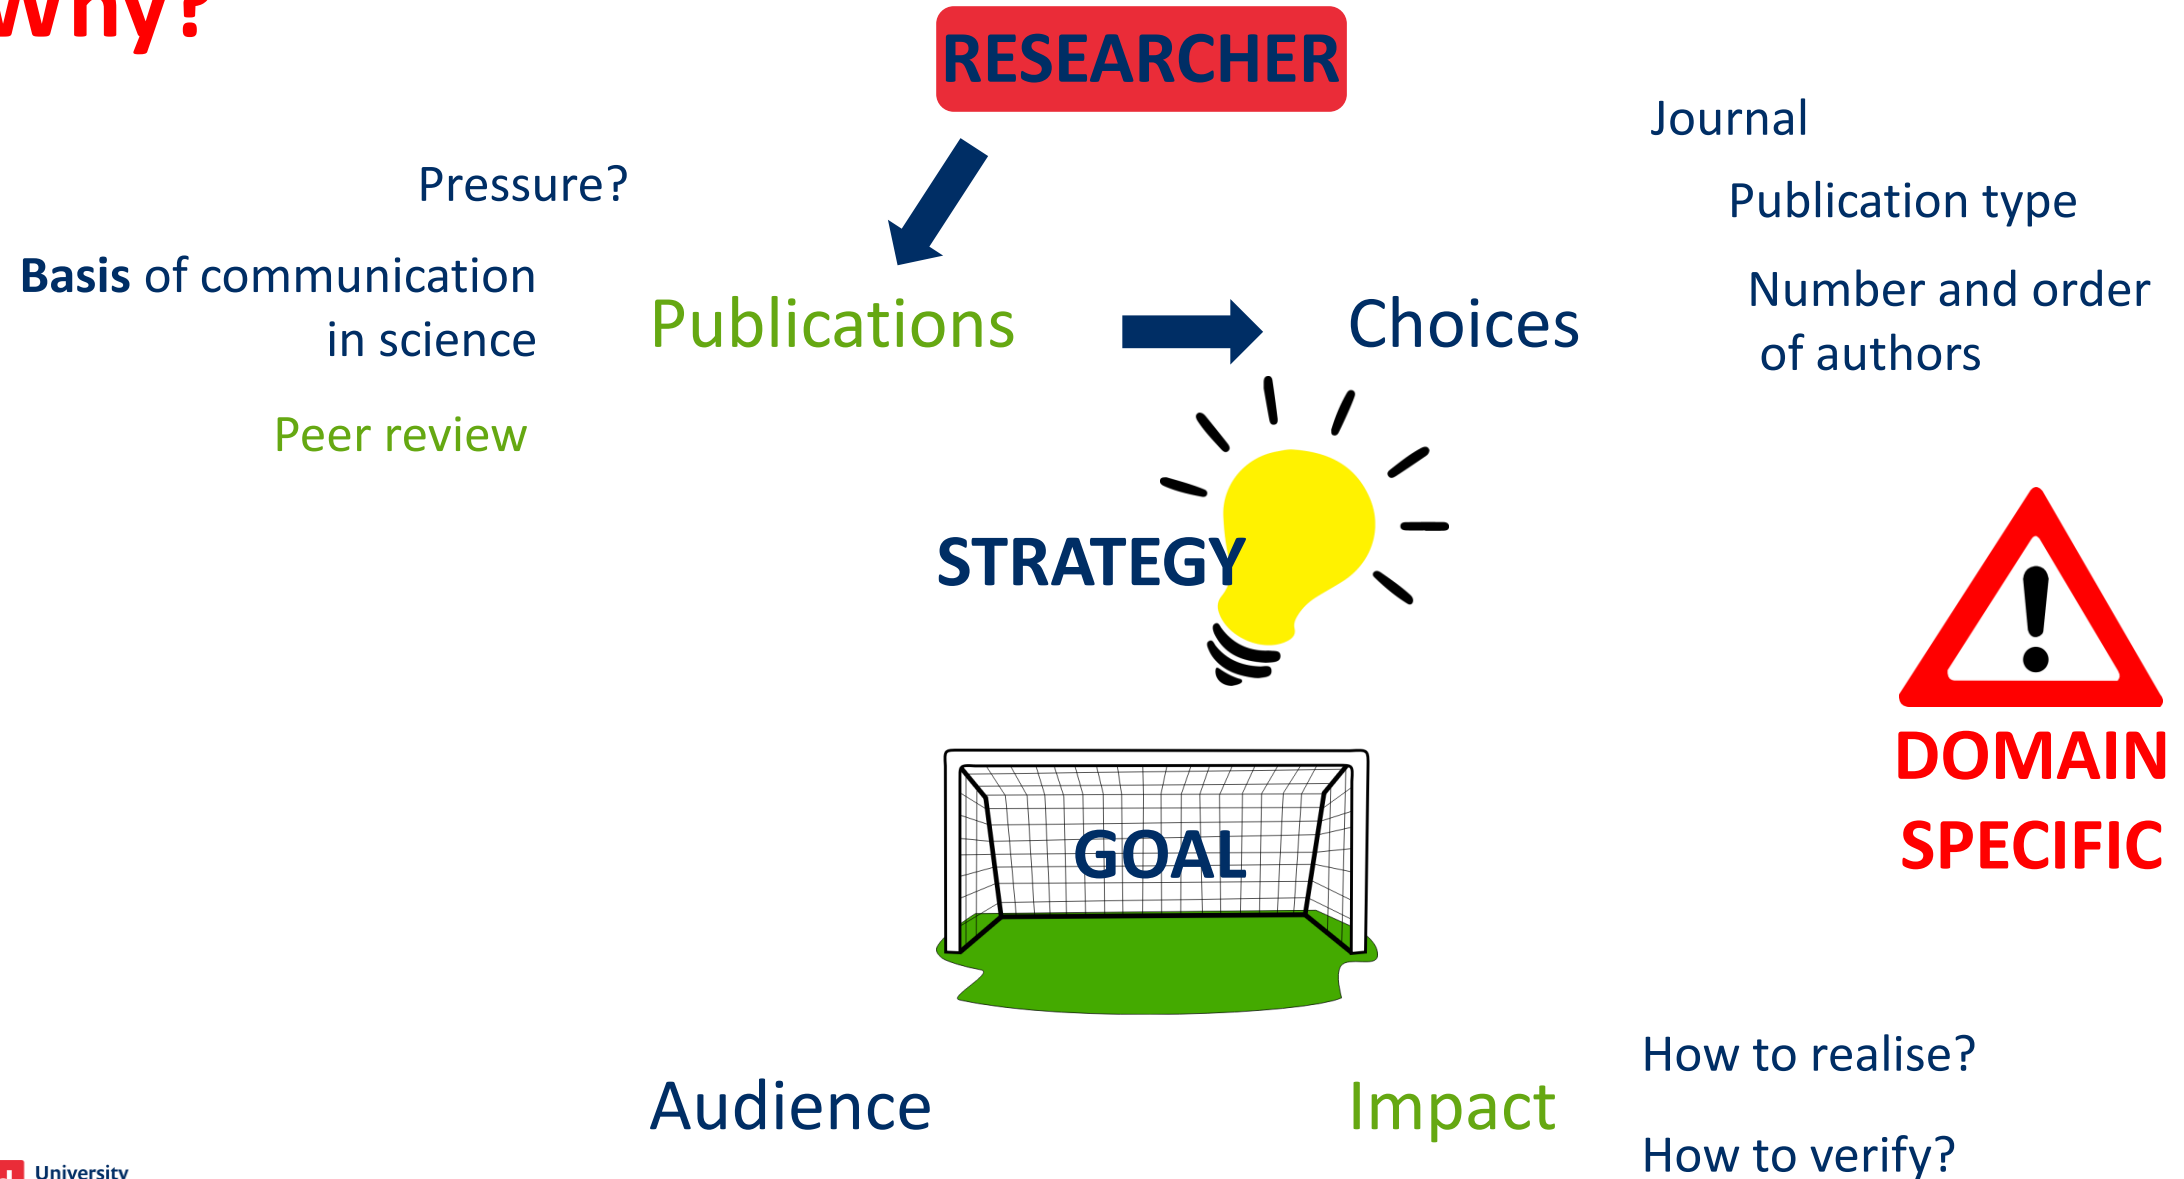 Why?
RESEARCHER
Journal
Pressure?
Publication type
Basis of communication
in science
Publications
Choices
Number and order
of authors
Peer review
STRATEGY
DOMAIN
SPECIFIC
GOAL
Audience
Impact
How to realise?
How to verify?
University